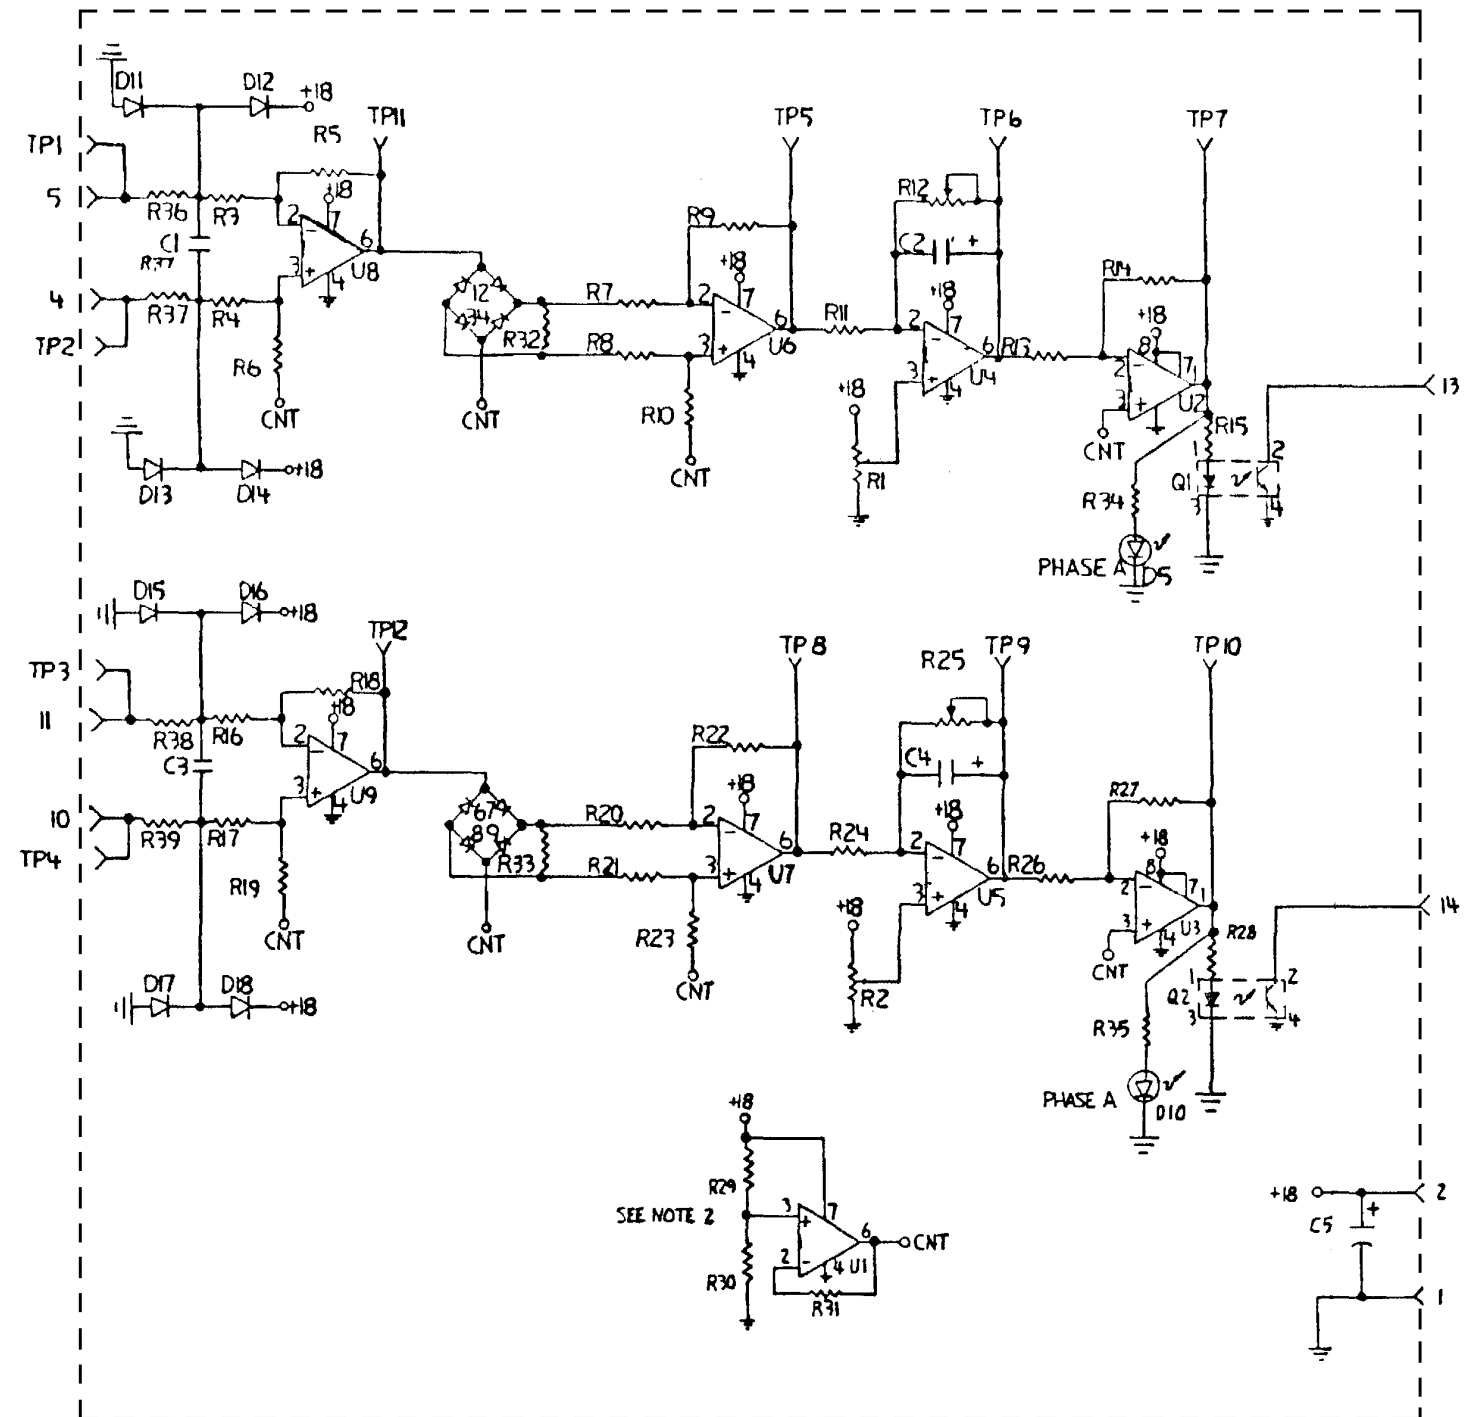 D11 D12 +18
R5 TP11 TP5 TP6 TP7
TP1
5 R36 R3 +18
2 7 6 U8
C1
R37
3 4
4 R37 R4
TP2
R6
CNT
D13 D14 +18
12
34
CNT
R32
R7 R8
R9
+18
2 7 6 U6
3 4
R10
CNT
R11
R12
C2 +
+18
2 7 6 U4
3 4
+18
R1
R13
R14
+18
8
2 7 1 U2
3
CNT
R15
1 2
Q1
3 4
R34
PHASE A D5
13
D15 D16 +18
TP12 TP8 TP9 TP10
TP3
11 R38 R16
R18
+18
2 7 6 U9
C3
3 4
10 R39 R17
TP4
R19
CNT
D17 D18 +18
67
89
CNT
R33
R20 R21
R22
+18
2 7 6 U7
3 4
R23
CNT
R24
R25
C4 +
+18
2 7 6 U5
3 4
+18
R2
R26
R27
+18
8
2 7 1 U3
3 4
CNT
R28
1 2
Q2
3 4
R35
PHASE A D10
14
+18
R29
SEE NOTE 2
3 7 6 CNT
2 4 U1
R30
R31
+18 2
C5 +
1